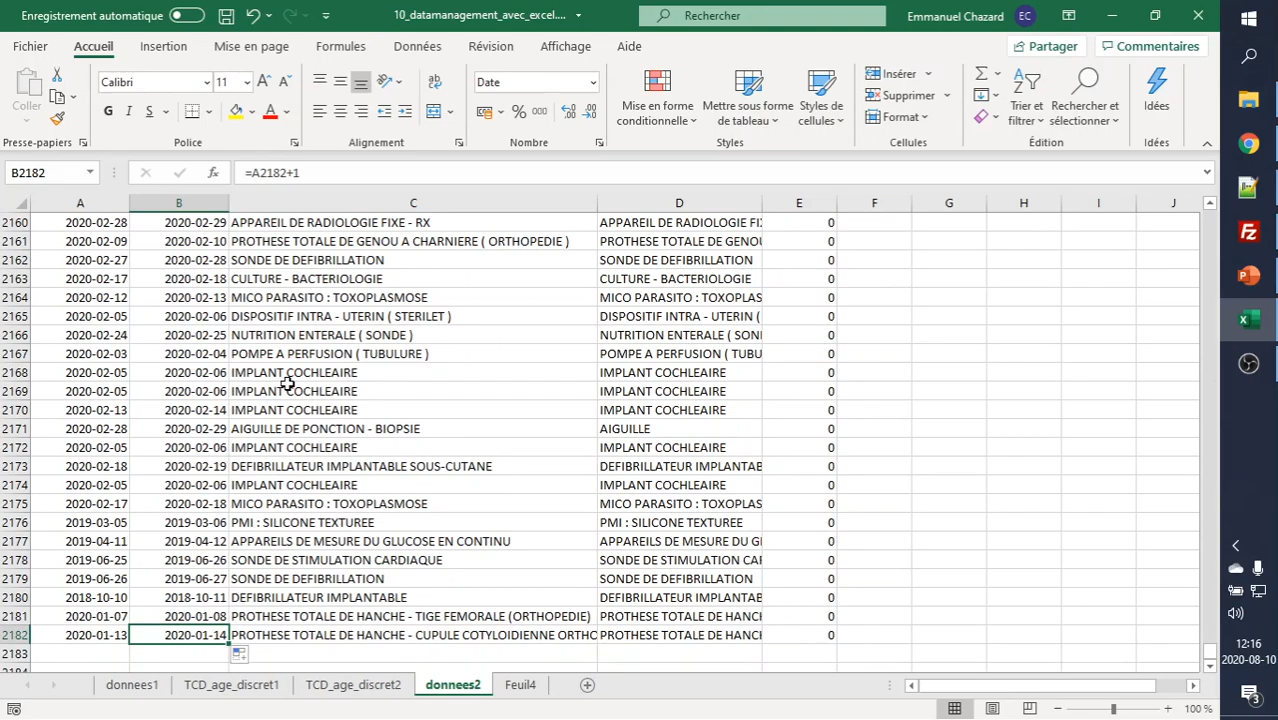 Enregistrement automatique 10_datamanagement_avec_excel.... Rechercher Emmanuel Chazard EC
Fichier Accueil Insertion Mise en page Formules Données Révision Affichage Aide Partager Commentaires
Coller Calibri 11 Date
G I S
Mise en forme conditionnelle Mettre sous forme de tableau Styles de cellules
Insérer Supprimer Format
Trier et filtrer Rechercher et sélectionner Idées
Presse-papiers Police Alignement Nombre Styles Cellules Édition Idées
B2182 fx =A2182+1
A B C D E F G H I J
2160 2020-02-28 2020-02-29 APPAREIL DE RADIOLOGIE FIXE - RX APPAREIL DE RADIOLOGIE FI 0
2161 2020-02-09 2020-02-10 PROTHESE TOTALE DE GENOU A CHARNIERE ( ORTHOPEDIE ) PROTHESE TOTALE DE GENOU 0
2162 2020-02-27 2020-02-28 SONDE DE DEFIBRILLATION SONDE DE DEFIBRILLATION 0
2163 2020-02-17 2020-02-18 CULTURE - BACTERIOLOGIE CULTURE - BACTERIOLOGIE 0
2164 2020-02-12 2020-02-13 MICO PARASITO : TOXOPLASMOSE MICO PARASITO : TOXOPLAS 0
2165 2020-02-05 2020-02-06 DISPOSITIF INTRA - UTERIN ( STERILET ) DISPOSITIF INTRA - UTERIN ( 0
2166 2020-02-24 2020-02-25 NUTRITION ENTERALE ( SONDE ) NUTRITION ENTERALE ( SON 0
2167 2020-02-03 2020-02-04 POMPE A PERFUSION ( TUBULURE ) POMPE A PERFUSION ( TUBU 0
2168 2020-02-05 2020-02-06 IMPLANT COCHLEAIRE IMPLANT COCHLEAIRE 0
2169 2020-02-05 2020-02-06 IMPLANT COCHLEAIRE IMPLANT COCHLEAIRE 0
2170 2020-02-13 2020-02-14 IMPLANT COCHLEAIRE IMPLANT COCHLEAIRE 0
2171 2020-02-28 2020-02-29 AIGUILLE DE PONCTION - BIOPSIE AIGUILLE 0
2172 2020-02-05 2020-02-06 IMPLANT COCHLEAIRE IMPLANT COCHLEAIRE 0
2173 2020-02-18 2020-02-19 DEFIBRILLATEUR IMPLANTABLE SOUS-CUTANE DEFIBRILLATEUR IMPLANTAB 0
2174 2020-02-05 2020-02-06 IMPLANT COCHLEAIRE IMPLANT COCHLEAIRE 0
2175 2020-02-17 2020-02-18 MICO PARASITO : TOXOPLASMOSE MICO PARASITO : TOXOPLAS 0
2176 2019-03-05 2019-03-06 PMI : SILICONE TEXTUREE PMI : SILICONE TEXTUREE 0
2177 2019-04-11 2019-04-12 APPAREILS DE MESURE DU GLUCOSE EN CONTINU APPAREILS DE MESURE DU G 0
2178 2019-06-25 2019-06-26 SONDE DE STIMULATION CARDIAQUE SONDE DE STIMULATION CA 0
2179 2019-06-26 2019-06-27 SONDE DE DEFIBRILLATION SONDE DE DEFIBRILLATION 0
2180 2018-10-10 2018-10-11 DEFIBRILLATEUR IMPLANTABLE DEFIBRILLATEUR IMPLANTAB 0
2181 2020-01-07 2020-01-08 PROTHESE TOTALE DE HANCHE - TIGE FEMORALE (ORTHOPEDIE) PROTHESE TOTALE DE HANC 0
2182 2020-01-13 2020-01-14 PROTHESE TOTALE DE HANCHE - CUPULE COTYLOIDIENNE ORTHO PROTHESE TOTALE DE HANC 0
2183
donnees1 TCD_age_discret1 TCD_age_discret2 donnees2 Feuil4
100 %
12:16
2020-08-10
3